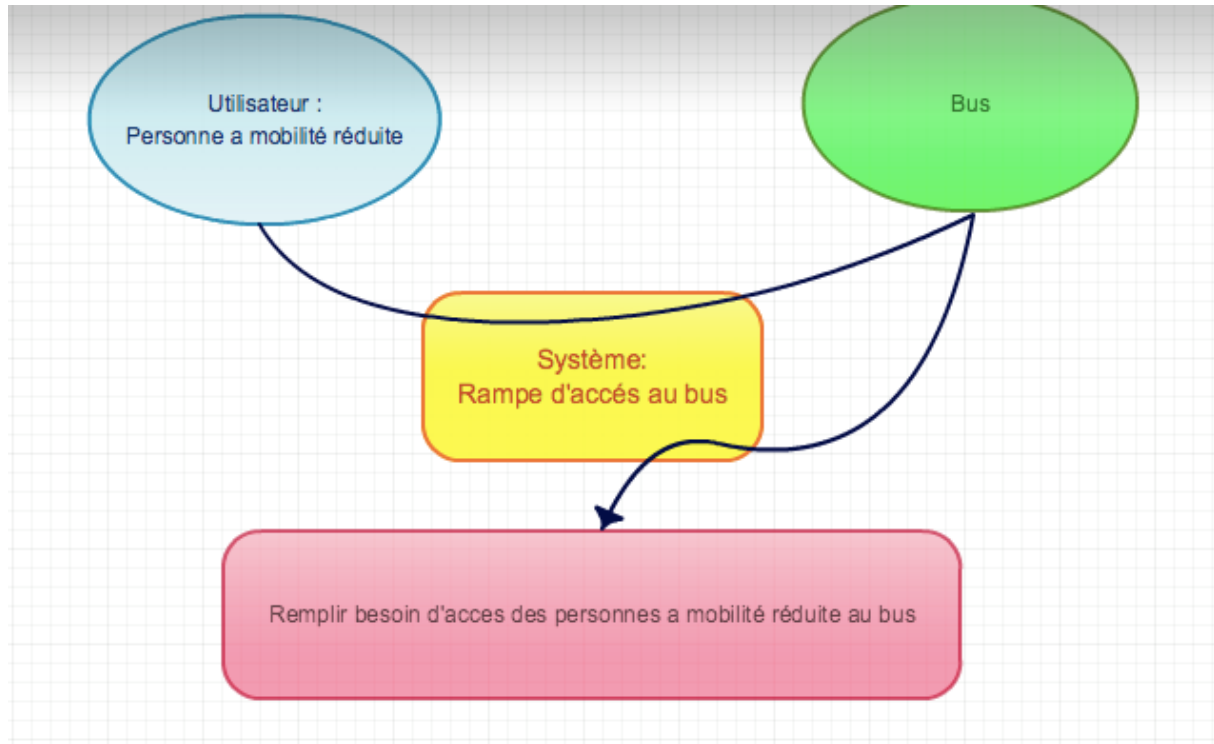 Utilisateur :
Personne a mobilité réduite
Bus
Système:
Rampe d'accés au bus
Remplir besoin d'acces des personnes a mobilité réduite au bus